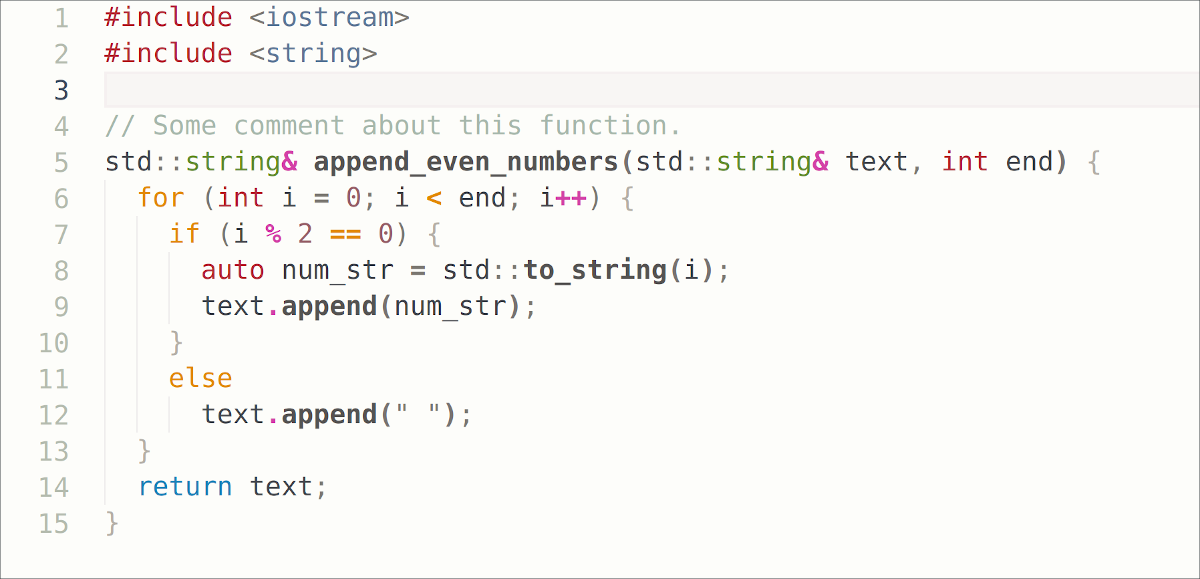 1 #include <iostream>
2 #include <string>
3
4 // Some comment about this function.
5 std::string& append_even_numbers(std::string& text, int end) {
6   for (int i = 0; i < end; i++) {
7     if (i % 2 == 0) {
8       auto num_str = std::to_string(i);
9       text.append(num_str);
10     }
11     else
12       text.append(" ");
13   }
14   return text;
15 }